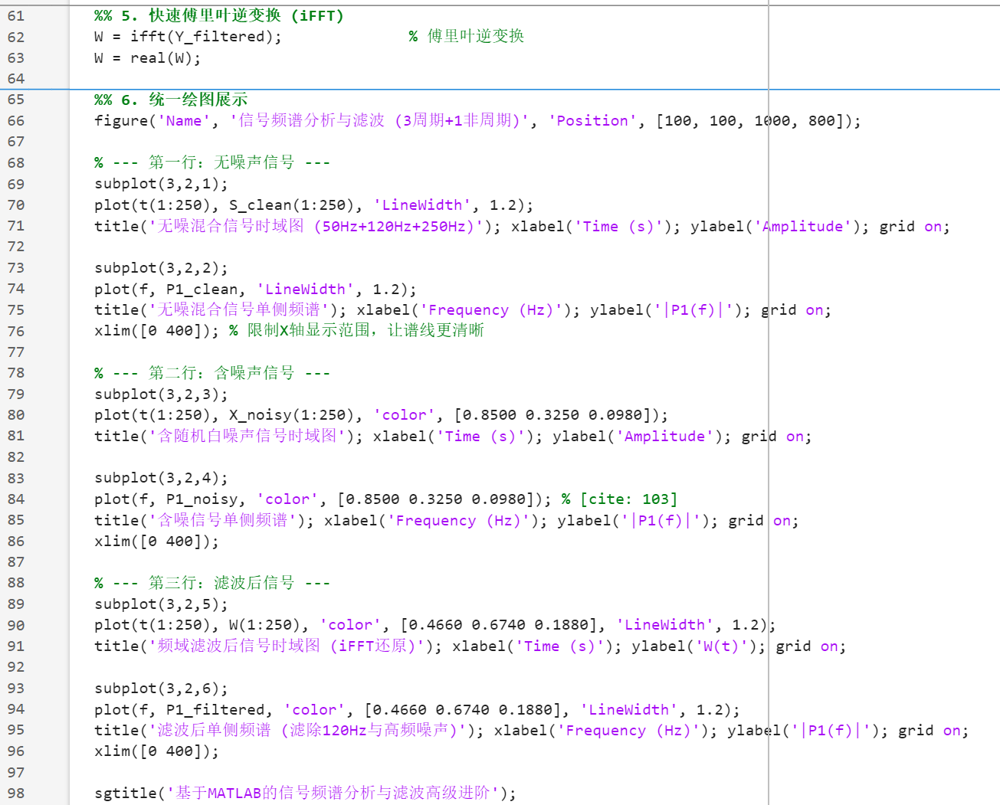 61 %% 5. 快速傅里叶逆变换 (iFFT)
62 W = ifft(Y_filtered); % 傅里叶逆变换
63 W = real(W);
64
65 %% 6. 统一绘图展示
66 figure('Name', '信号频谱分析与滤波 (3周期+1非周期)', 'Position', [100, 100, 1000, 800]);
67
68 % --- 第一行：无噪声信号 ---
69 subplot(3,2,1);
70 plot(t(1:250), S_clean(1:250), 'LineWidth', 1.2);
71 title('无噪混合信号时域图 (50Hz+120Hz+250Hz)'); xlabel('Time (s)'); ylabel('Amplitude'); grid on;
72
73 subplot(3,2,2);
74 plot(f, P1_clean, 'LineWidth', 1.2);
75 title('无噪混合信号单侧频谱'); xlabel('Frequency (Hz)'); ylabel('|P1(f)|'); grid on;
76 xlim([0 400]); % 限制X轴显示范围，让谱线更清晰
77
78 % --- 第二行：含噪声信号 ---
79 subplot(3,2,3);
80 plot(t(1:250), X_noisy(1:250), 'color', [0.8500 0.3250 0.0980]);
81 title('含随机白噪声信号时域图'); xlabel('Time (s)'); ylabel('Amplitude'); grid on;
82
83 subplot(3,2,4);
84 plot(f, P1_noisy, 'color', [0.8500 0.3250 0.0980]); % [cite: 103]
85 title('含噪信号单侧频谱'); xlabel('Frequency (Hz)'); ylabel('|P1(f)|'); grid on;
86 xlim([0 400]);
87
88 % --- 第三行：滤波后信号 ---
89 subplot(3,2,5);
90 plot(t(1:250), W(1:250), 'color', [0.4660 0.6740 0.1880], 'LineWidth', 1.2);
91 title('频域滤波后信号时域图 (iFFT还原)'); xlabel('Time (s)'); ylabel('W(t)'); grid on;
92
93 subplot(3,2,6);
94 plot(f, P1_filtered, 'color', [0.4660 0.6740 0.1880], 'LineWidth', 1.2);
95 title('滤波后单侧频谱 (滤除120Hz与高频噪声)'); xlabel('Frequency (Hz)'); ylabel('|P1(f)|'); grid on;
96 xlim([0 400]);
97
98 sgtitle('基于MATLAB的信号频谱分析与滤波高级进阶');